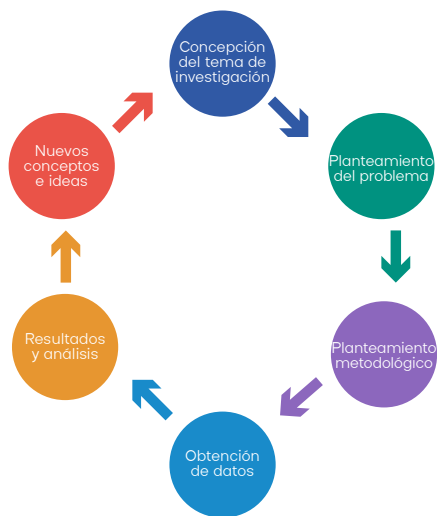 Concepción
del tema de
investigación
Planteamiento
del problema
Planteamiento
metodológico
Obtención
de datos
Resultados
y análisis
Nuevos
conceptos
e ideas